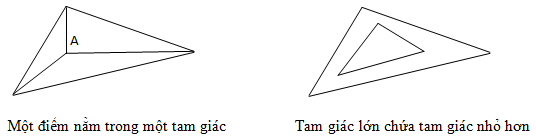 A
Một điểm nằm trong một tam giác
Tam giác lớn chứa tam giác nhỏ hơn